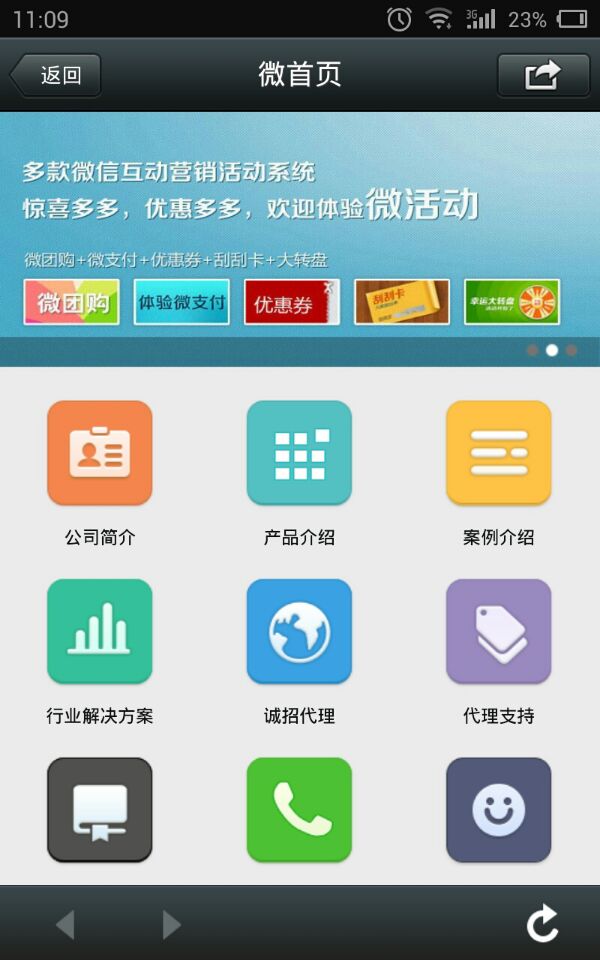 11:09
3G
23%
返回
微首页
多款微信互动营销活动系统
惊喜多多，优惠多多，欢迎体验微活动
微团购+微支付+优惠券+刮刮卡+大转盘
微团购 体验微支付 优惠券 刮刮卡 幸运大转盘
公司简介 产品介绍 案例介绍
行业解决方案 诚招代理 代理支持